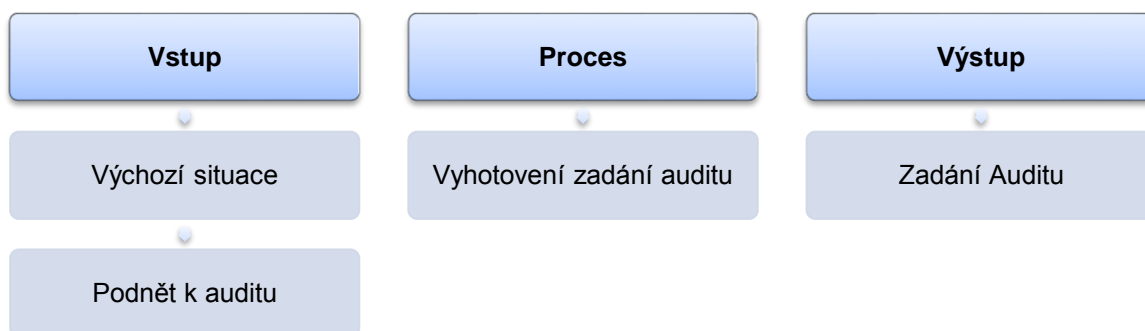 Vstup
Proces
Výstup
Výchozí situace
Vyhotovení zadání auditu
Zadání Auditu
Podnět k auditu